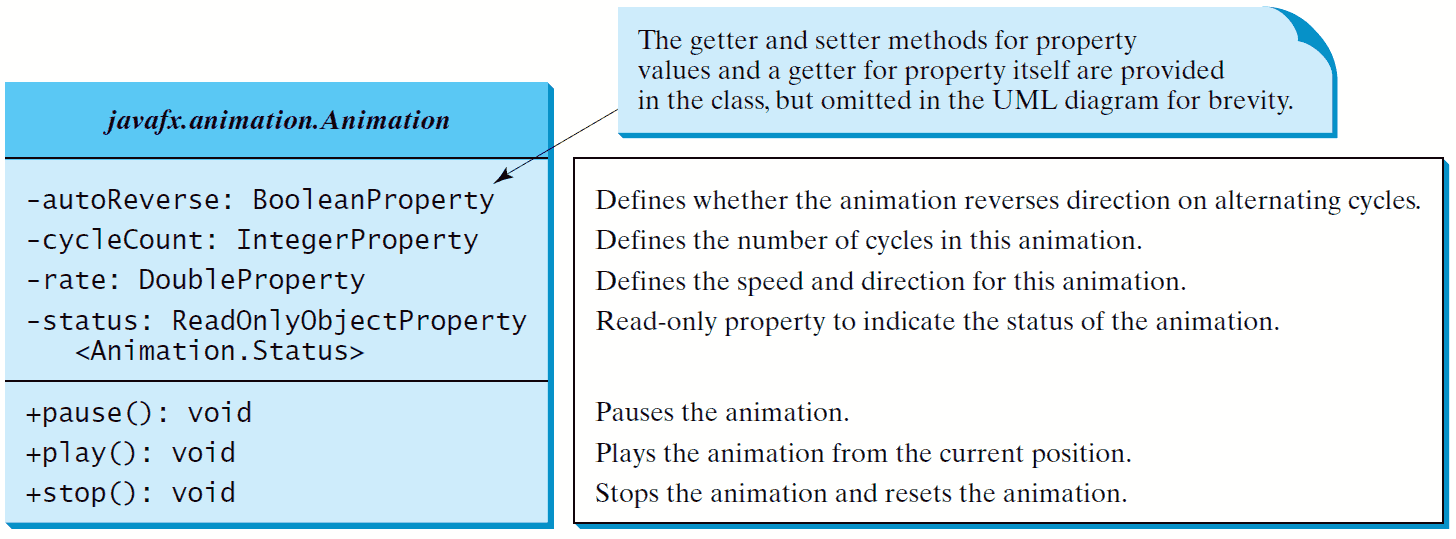 The getter and setter methods for property
values and a getter for property itself are provided
in the class, but omitted in the UML diagram for brevity.
javafx.animation.Animation
-autoReverse: BooleanProperty
-cycleCount: IntegerProperty
-rate: DoubleProperty
-status: ReadOnlyObjectProperty
<Animation.Status>
+pause(): void
+play(): void
+stop(): void
Defines whether the animation reverses direction on alternating cycles.
Defines the number of cycles in this animation.
Defines the speed and direction for this animation.
Read-only property to indicate the status of the animation.
Pauses the animation.
Plays the animation from the current position.
Stops the animation and resets the animation.